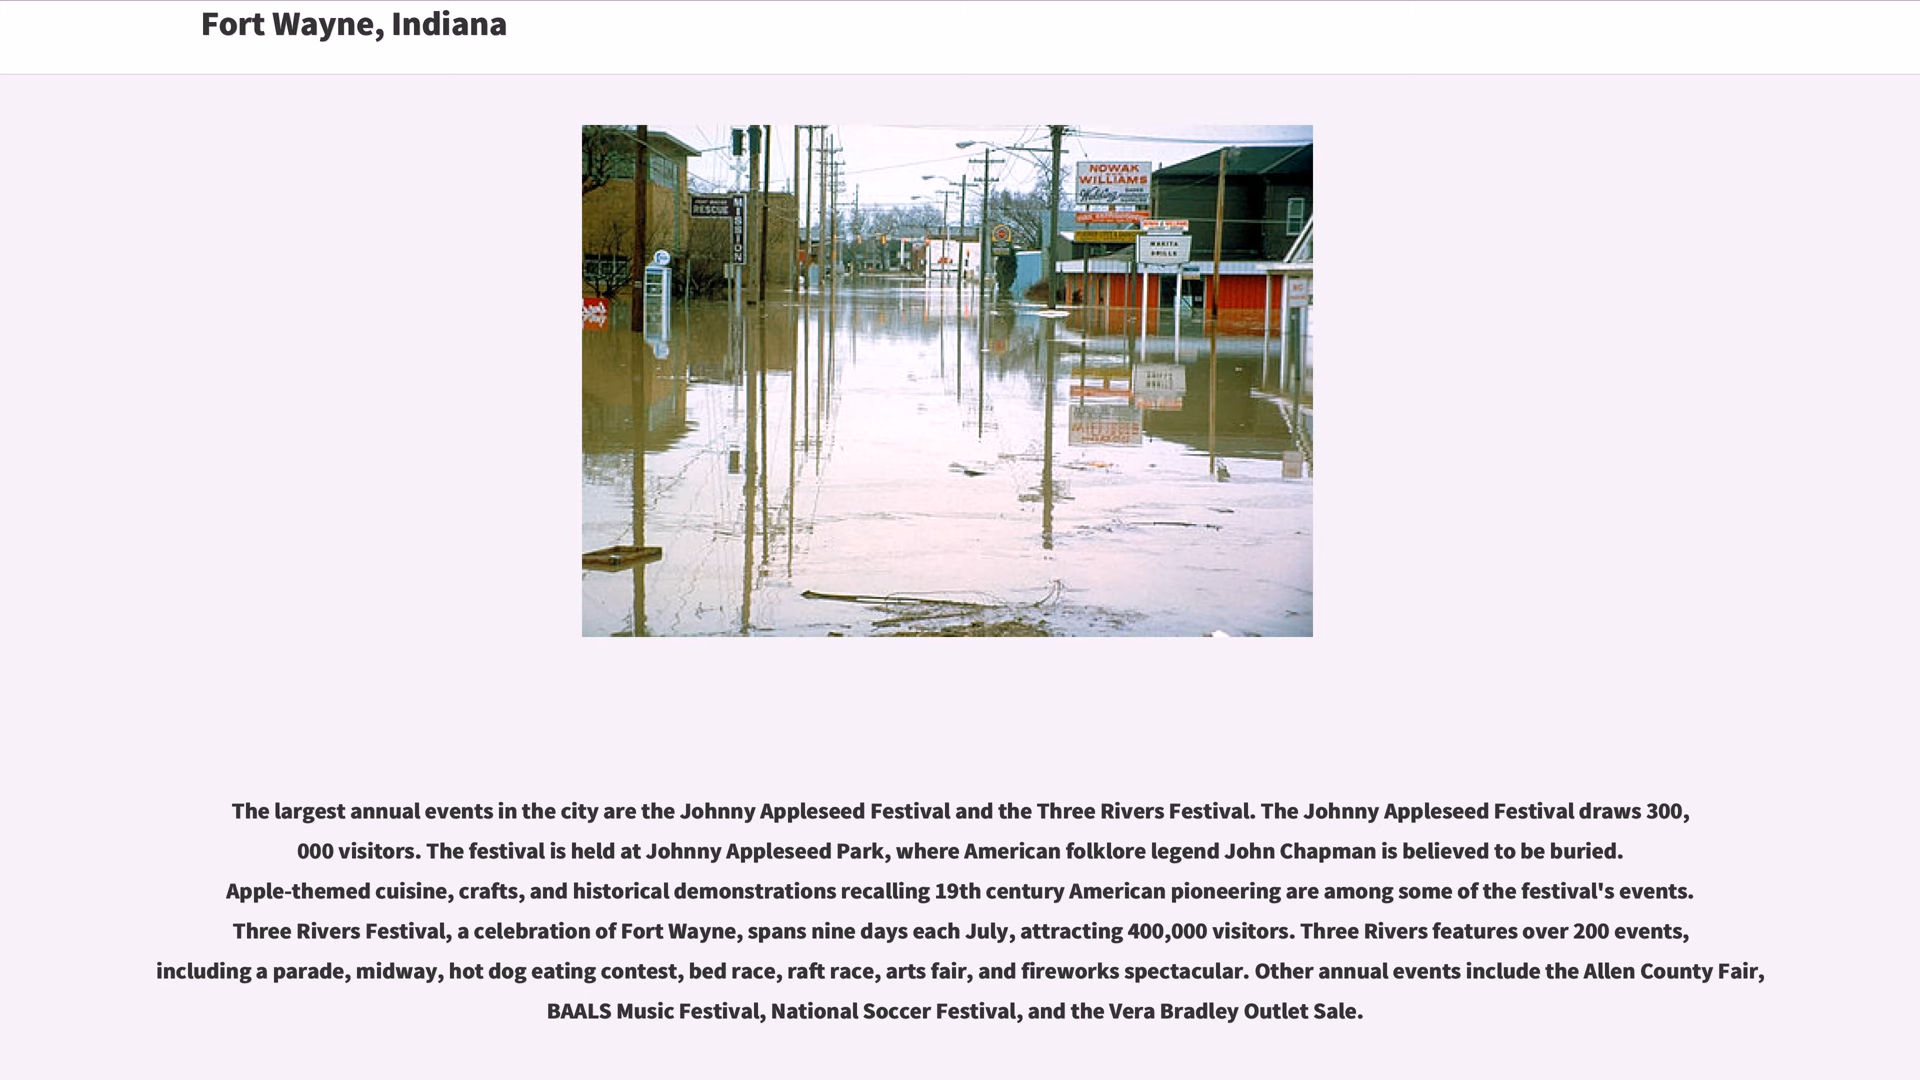 Fort Wayne, Indiana
NOWAK
WILLIAMS
Welding
RESCUE
MISSION
MAKITA
DRILLS
The largest annual events in the city are the Johnny Appleseed Festival and the Three Rivers Festival. The Johnny Appleseed Festival draws 300,
000 visitors. The festival is held at Johnny Appleseed Park, where American folklore legend John Chapman is believed to be buried.
Apple-themed cuisine, crafts, and historical demonstrations recalling 19th century American pioneering are among some of the festival's events.
Three Rivers Festival, a celebration of Fort Wayne, spans nine days each July, attracting 400,000 visitors. Three Rivers features over 200 events,
including a parade, midway, hot dog eating contest, bed race, raft race, arts fair, and fireworks spectacular. Other annual events include the Allen County Fair,
BAALS Music Festival, National Soccer Festival, and the Vera Bradley Outlet Sale.